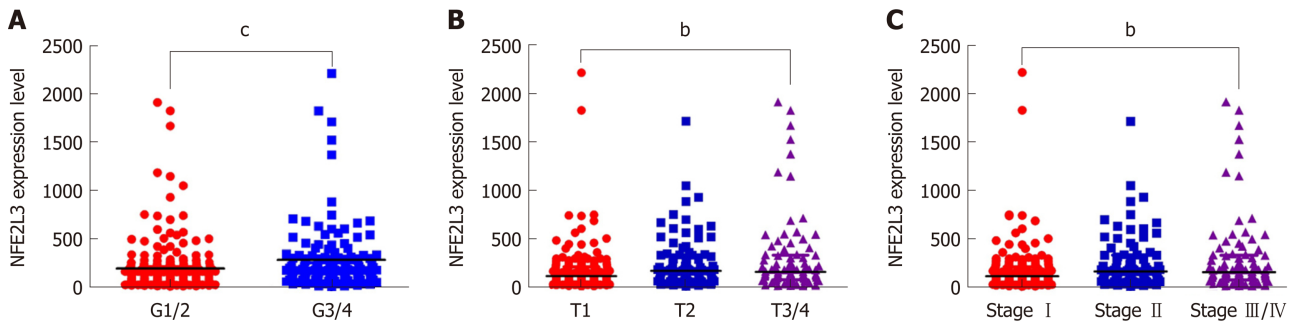 A
c
NFE2L3 expression level
2500
2000
1500
1000
500
0
G1/2 G3/4
B
b
NFE2L3 expression level
2500
2000
1500
1000
500
0
T1 T2 T3/4
C
b
NFE2L3 expression level
2500
2000
1500
1000
500
0
Stage Ⅰ Stage Ⅱ Stage Ⅲ/Ⅳ